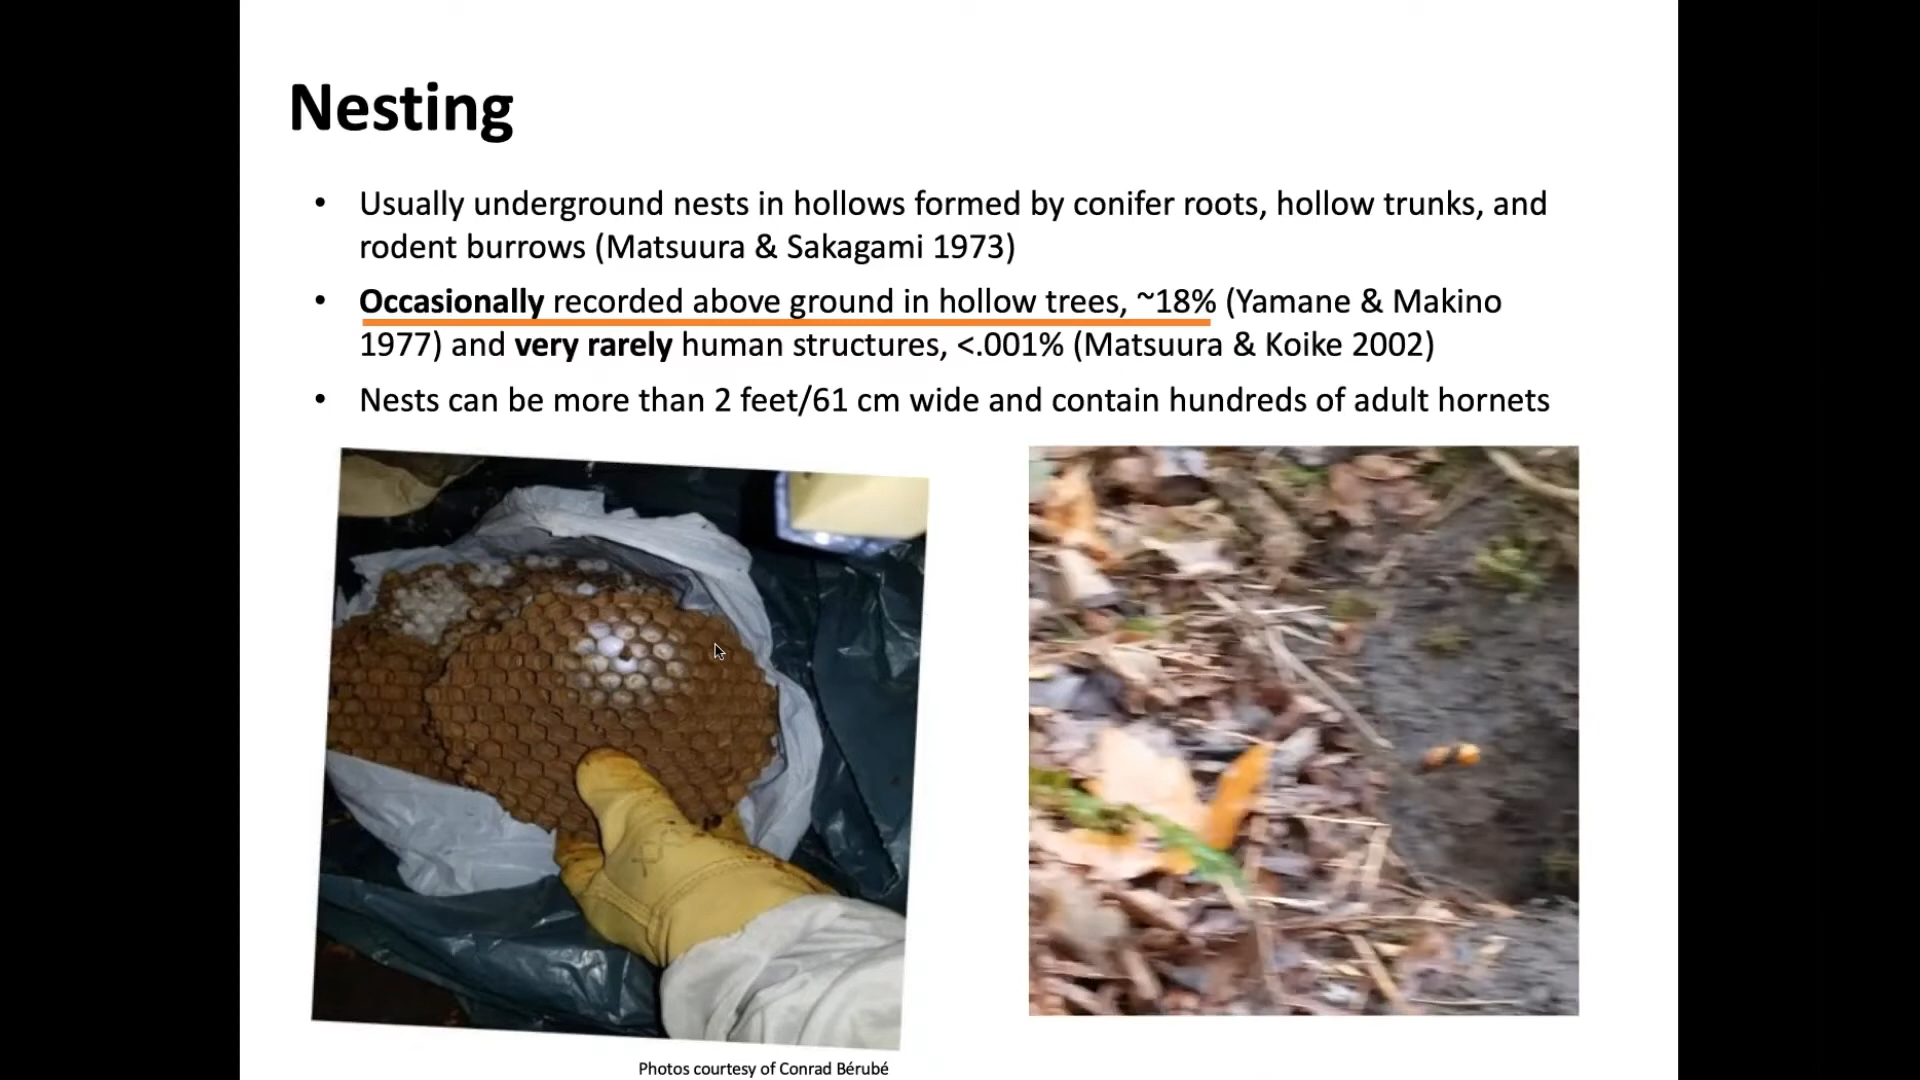 Nesting
• Usually underground nests in hollows formed by conifer roots, hollow trunks, and
rodent burrows (Matsuura & Sakagami 1973)
• Occasionally recorded above ground in hollow trees, ~18% (Yamane & Makino
1977) and very rarely human structures, <.001% (Matsuura & Koike 2002)
• Nests can be more than 2 feet/61 cm wide and contain hundreds of adult hornets
Photos courtesy of Conrad Bérubé